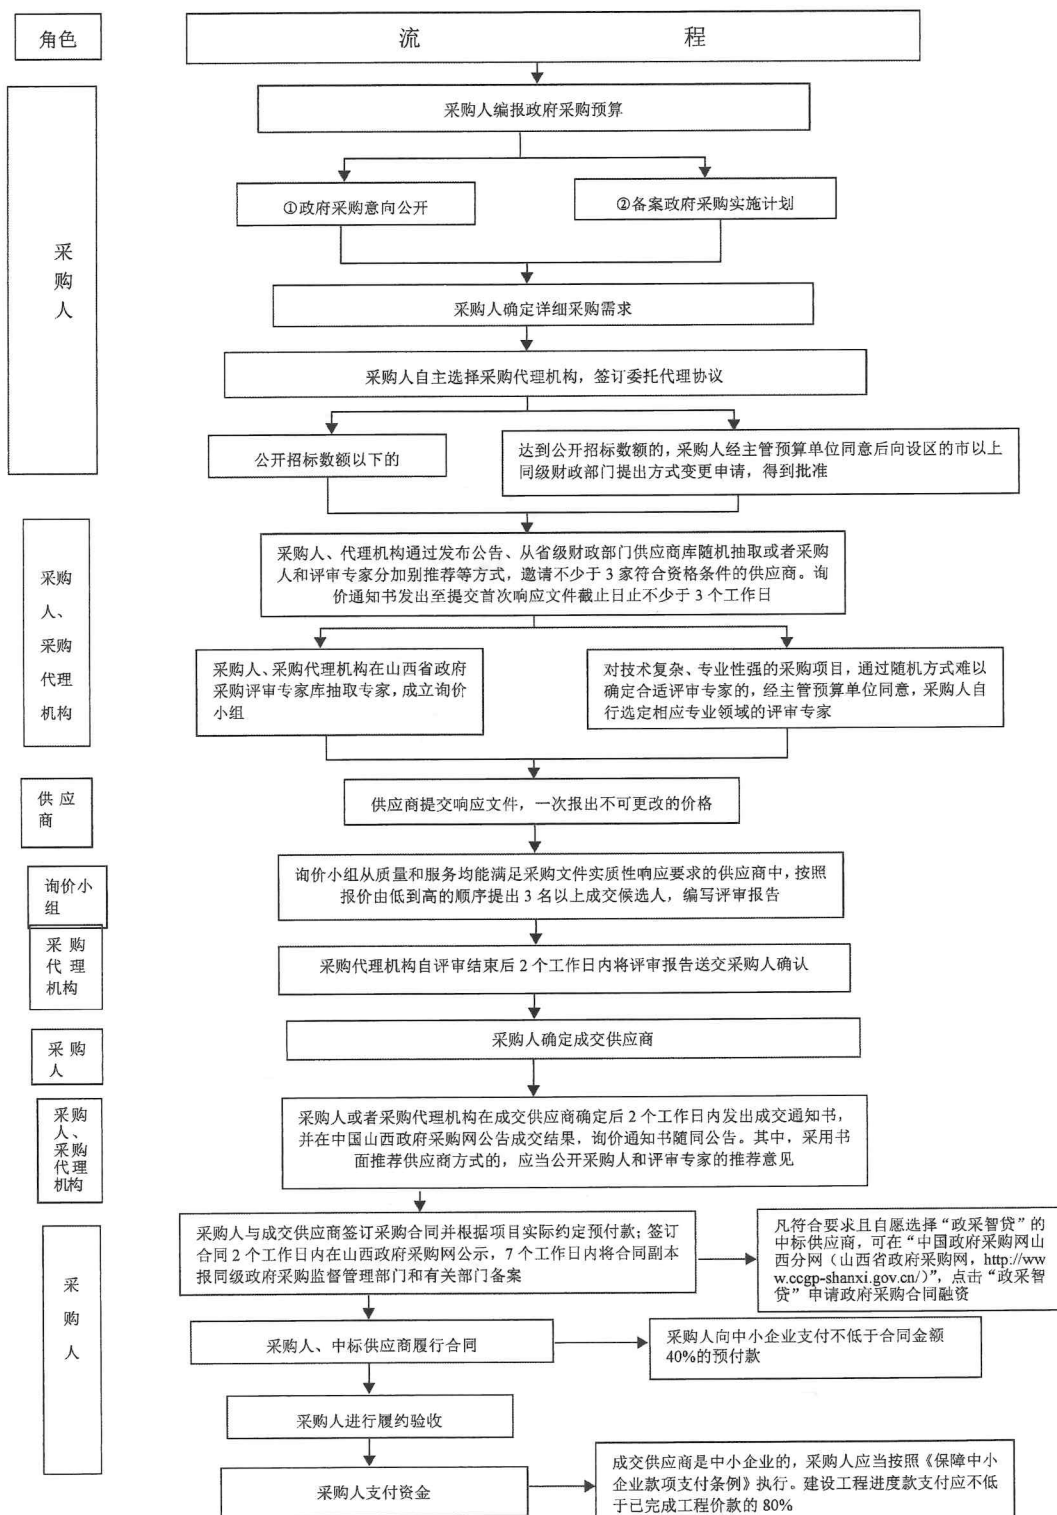 角色
流 程
采购人编报政府采购预算
①政府采购意向公开
②备案政府采购实施计划
采
购
人
采购人确定详细采购需求
采购人自主选择采购代理机构，签订委托代理协议
公开招标数额以下的
达到公开招标数额的，采购人经主管预算单位同意后向设区的市以上
同级财政部门提出方式变更申请，得到批准
采购
人、
采购
代理
机构
采购人、代理机构通过发布公告、从省级财政部门供应商库随机抽取或者采购
人和评审专家分加别推荐等方式，邀请不少于 3 家符合资格条件的供应商。询
价通知书发出至提交首次响应文件截止日止不少于 3 个工作日
采购人、采购代理机构在山西省政府
采购评审专家库抽取专家，成立询价
小组
对技术复杂、专业性强的采购项目，通过随机方式难以
确定合适评审专家的，经主管预算单位同意，采购人自
行选定相应专业领域的评审专家
供 应
商
供应商提交响应文件，一次报出不可更改的价格
询价小
组
询价小组从质量和服务均能满足采购文件实质性响应要求的供应商中，按照
报价由低到高的顺序提出 3 名以上成交候选人，编写评审报告
采 购
代 理
机构
采购代理机构自评审结束后 2 个工作日内将评审报告送交采购人确认
采 购
人
采购人确定成交供应商
采购
人、
采购
代理
机构
采购人或者采购代理机构在成交供应商确定后 2 个工作日内发出成交通知书，
并在中国山西政府采购网公告成交结果，询价通知书随同公告。其中，采用书
面推荐供应商方式的，应当公开采购人和评审专家的推荐意见
采
购
人
采购人与成交供应商签订采购合同并根据项目实际约定预付款；签订
合同 2 个工作日内在山西政府采购网公示，7 个工作日内将合同副本
报同级政府采购监督管理部门和有关部门备案
凡符合要求且自愿选择“政采智贷”的
中标供应商，可在“中国政府采购网山
西分网（山西省政府采购网，http://ww
w.ccgp-shanxi.gov.cn/）”，点击“政采智
贷”申请政府采购合同融资
采购人、中标供应商履行合同
采购人向中小企业支付不低于合同金额
40%的预付款
采购人进行履约验收
采购人支付资金
成交供应商是中小企业的，采购人应当按照《保障中小
企业款项支付条例》执行。建设工程进度款支付应不低
于已完成工程价款的 80%